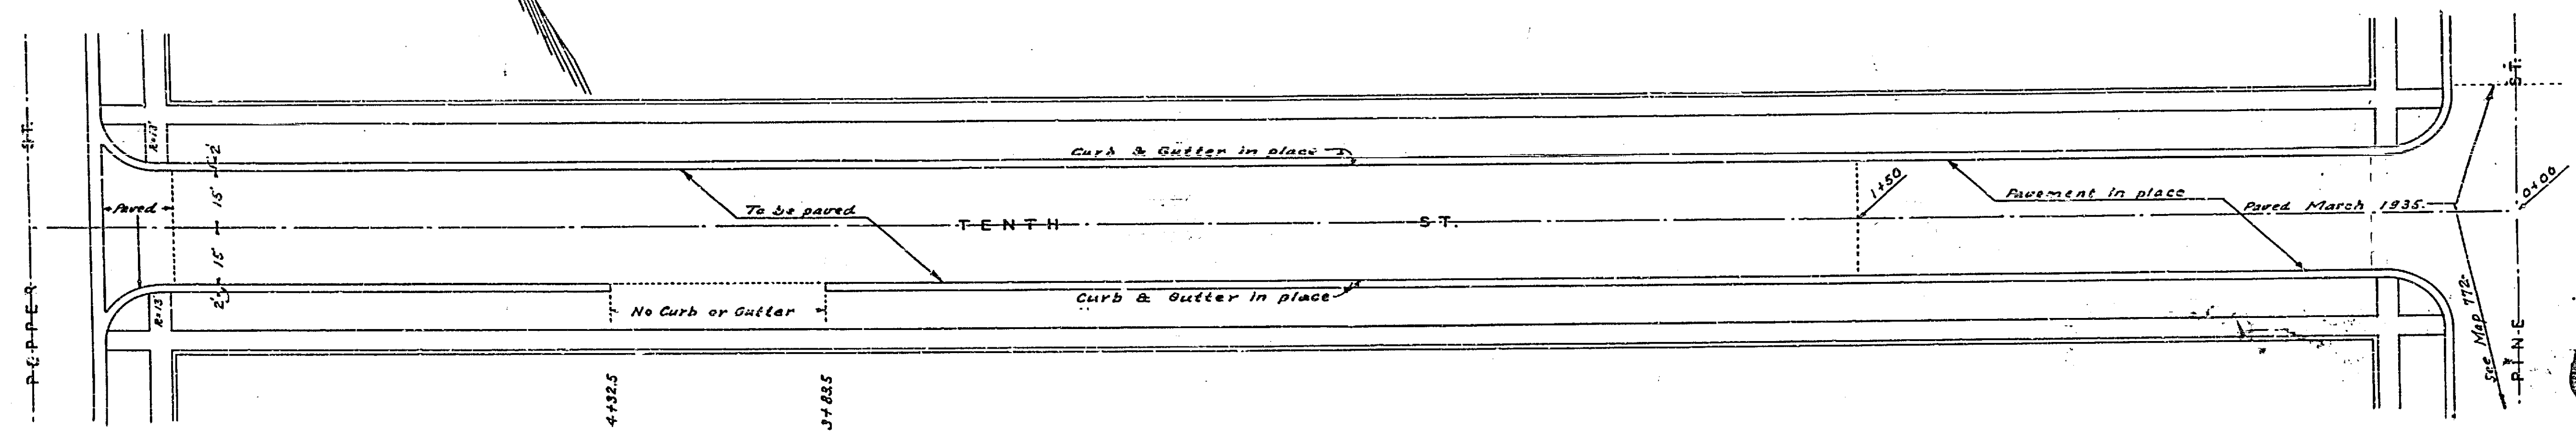 PEPPER ST.
R=13'
2'
15'
15'
2'
R=13'
Paved
To be paved
Curb & Gutter in place
TENTH ST.
Curb & Gutter in place
No Curb or Gutter
4+32.5
3+83.5
1+50
Pavement in place
Paved March 1935
See Map 772
0+00
PINE ST.